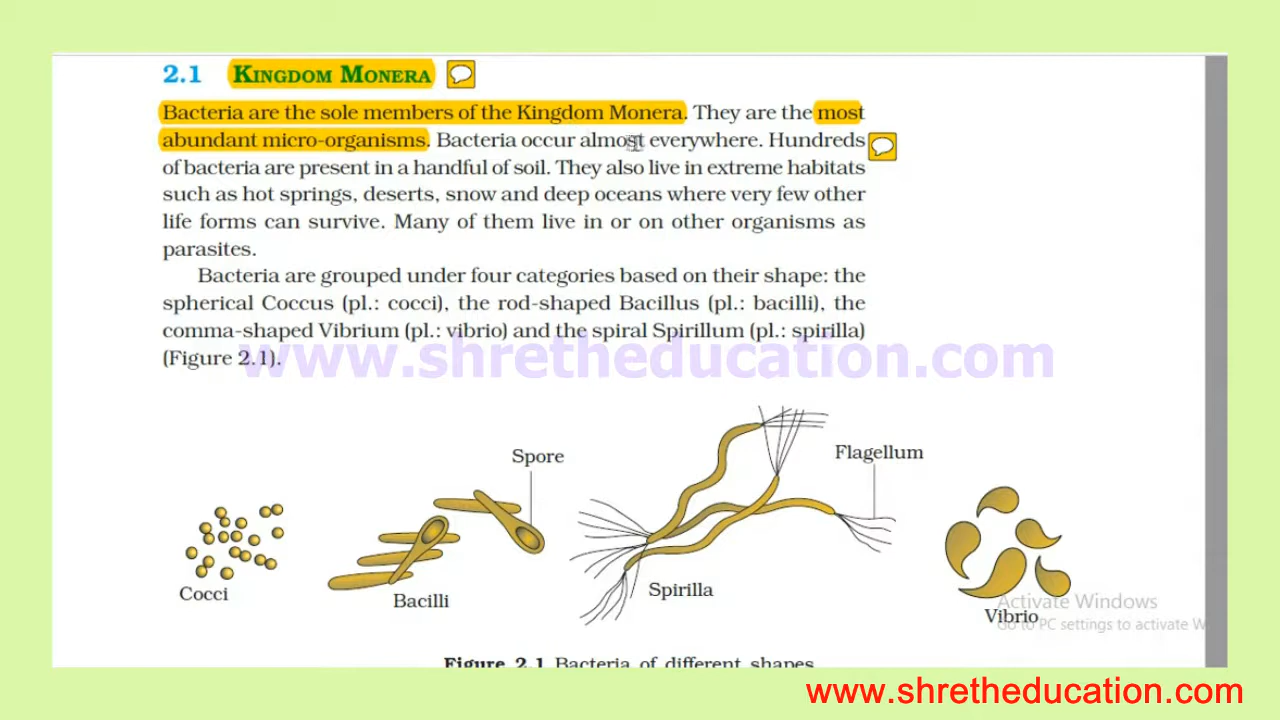 2.1 KINGDOM MONERA
Bacteria are the sole members of the Kingdom Monera. They are the most
abundant micro-organisms. Bacteria occur almost everywhere. Hundreds
of bacteria are present in a handful of soil. They also live in extreme habitats
such as hot springs, deserts, snow and deep oceans where very few other
life forms can survive. Many of them live in or on other organisms as
parasites.
Bacteria are grouped under four categories based on their shape: the
spherical Coccus (pl.: cocci), the rod-shaped Bacillus (pl.: bacilli), the
comma-shaped Vibrium (pl.: vibrio) and the spiral Spirillum (pl.: spirilla)
(Figure 2.1).
www.shretheducation.com
Spore
Flagellum
Cocci
Bacilli
Spirilla
Vibrio
Activate Windows
Go to PC settings to activate W
Figure 2.1 Bacteria of different shapes
www.shretheducation.com